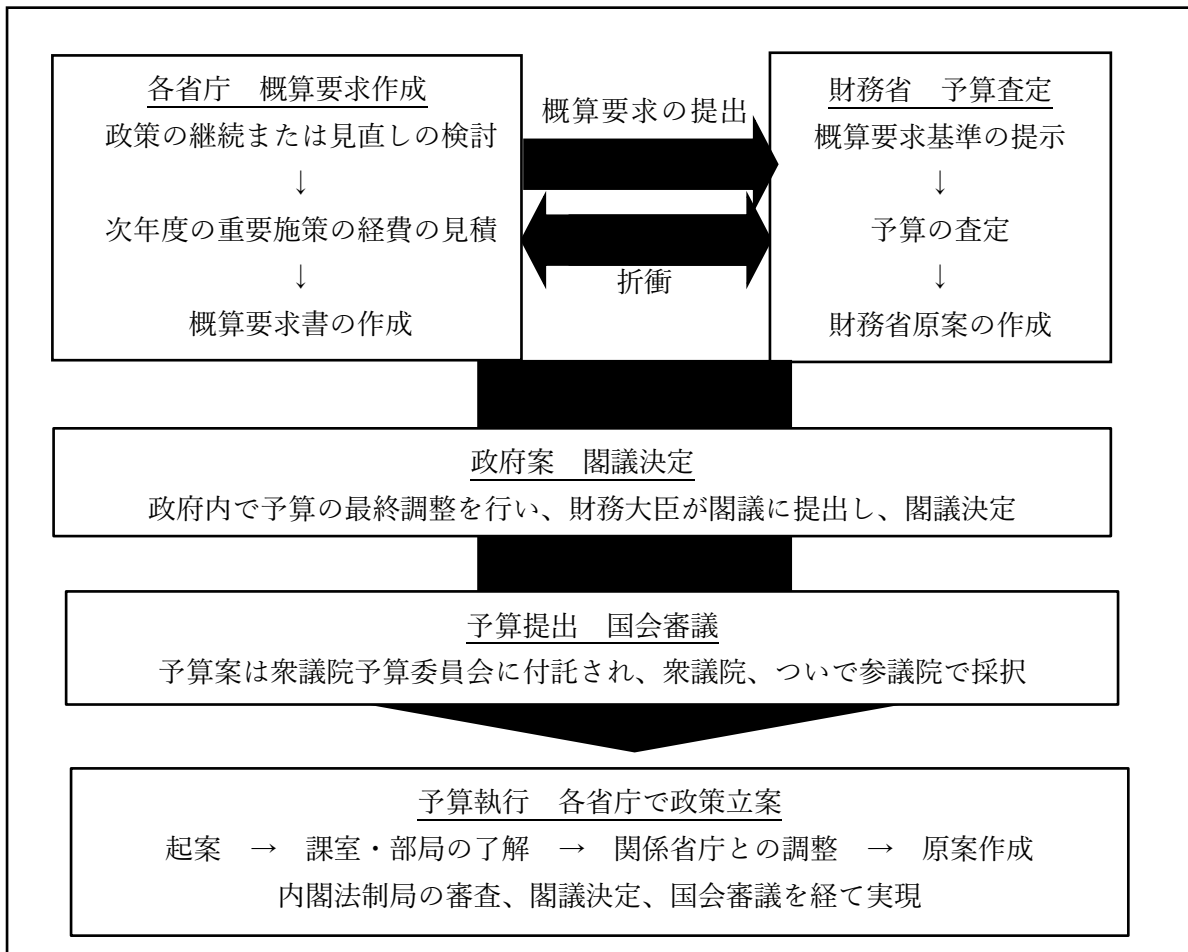 各省庁　概算要求作成
政策の継続または見直しの検討
↓
次年度の重要施策の経費の見積
↓
概算要求書の作成
概算要求の提出
折衝
財務省　予算査定
概算要求基準の提示
↓
予算の査定
↓
財務省原案の作成
政府案　閣議決定
政府内で予算の最終調整を行い、財務大臣が閣議に提出し、閣議決定
予算提出　国会審議
予算案は衆議院予算委員会に付託され、衆議院、ついで参議院で採択
予算執行　各省庁で政策立案
起案　→　課室・部局の了解　→　関係省庁との調整　→　原案作成
内閣法制局の審査、閣議決定、国会審議を経て実現